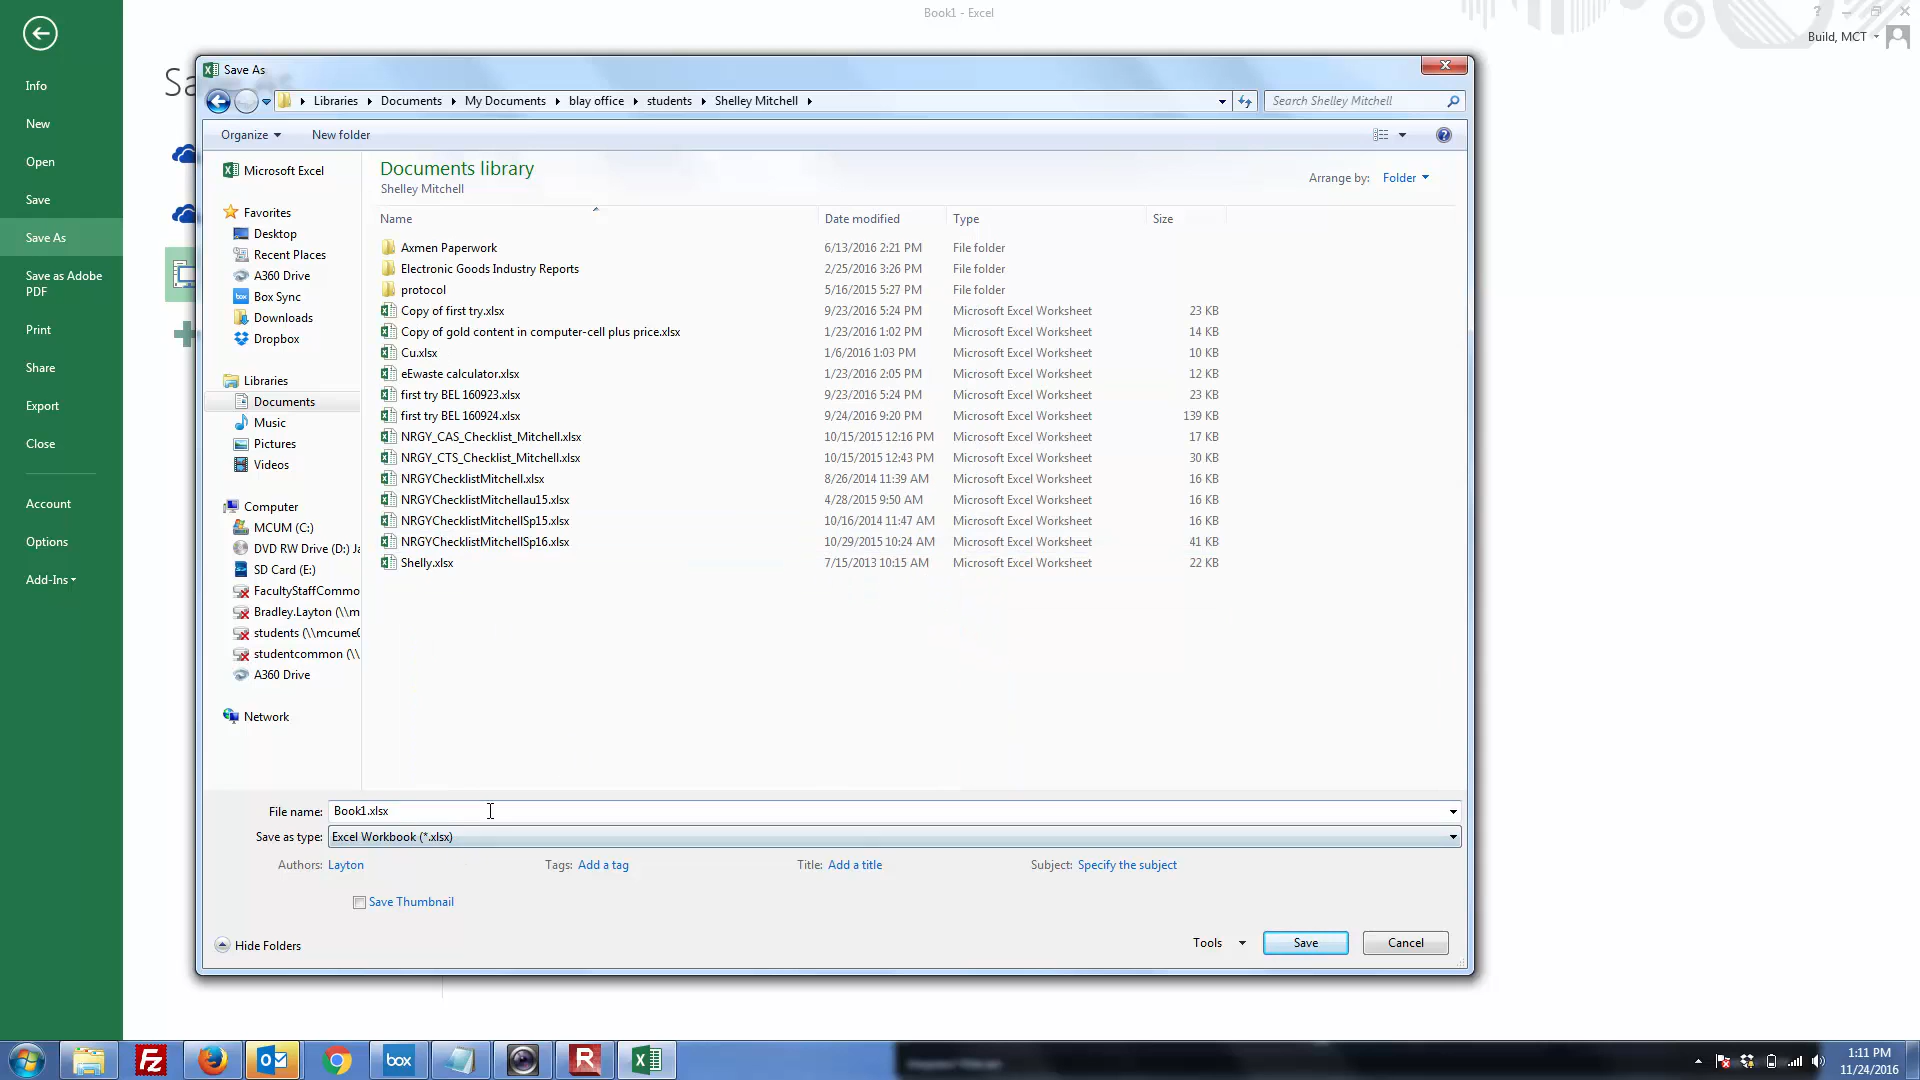 Book1 - Excel
Build, MCT
Info
New
Open
Save
Save As
Save as Adobe
PDF
Print
Share
Export
Close
Account
Options
Add-Ins
Sa
Save As
Libraries
Documents
My Documents
blay office
students
Shelley Mitchell
Search Shelley Mitchell
Organize
New folder
Microsoft Excel
Favorites
Desktop
Recent Places
A360 Drive
Downloads
Box Sync
Dropbox
Libraries
Documents
Music
Pictures
Videos
Computer
MCUM (C:)
DVD RW Drive (D:) Ja
SD Card (E:)
FacultyStaffCommo
Bradley.Layton (\\m
students (\\mcume0
studentcommon (\\
A360 Drive
Network
Documents library
Shelley Mitchell
Arrange by: Folder
Name Date modified Type Size
Axmen Paperwork 6/13/2016 2:21 PM File folder
Electronic Goods Industry Reports 2/25/2016 3:26 PM File folder
protocol 5/16/2015 5:27 PM File folder
Copy of first try.xlsx 9/23/2016 5:24 PM Microsoft Excel Worksheet 23 KB
Copy of gold content in computer-cell plus price.xlsx 1/23/2016 1:02 PM Microsoft Excel Worksheet 14 KB
Cu.xlsx 1/6/2016 1:03 PM Microsoft Excel Worksheet 10 KB
eEwaste calculator.xlsx 1/23/2016 2:05 PM Microsoft Excel Worksheet 12 KB
first try BEL 160923.xlsx 9/23/2016 5:24 PM Microsoft Excel Worksheet 23 KB
first try BEL 160924.xlsx 9/24/2016 9:20 PM Microsoft Excel Worksheet 139 KB
NRGY_CAS_Checklist_Mitchell.xlsx 10/15/2015 12:16 PM Microsoft Excel Worksheet 17 KB
NRGY_CTS_Checklist_Mitchell.xlsx 10/15/2015 12:43 PM Microsoft Excel Worksheet 30 KB
NRGYChecklistMitchell.xlsx 8/26/2014 11:39 AM Microsoft Excel Worksheet 16 KB
NRGYChecklistMitchellau15.xlsx 4/28/2015 9:50 AM Microsoft Excel Worksheet 16 KB
NRGYChecklistMitchellSp15.xlsx 10/16/2014 11:47 AM Microsoft Excel Worksheet 16 KB
NRGYChecklistMitchellSp16.xlsx 10/29/2015 10:24 AM Microsoft Excel Worksheet 41 KB
Shelly.xlsx 7/15/2013 10:15 AM Microsoft Excel Worksheet 22 KB
File name: Book1.xlsx
Save as type: Excel Workbook (*.xlsx)
Authors: Layton Tags: Add a tag Title: Add a title Subject: Specify the subject
Save Thumbnail
Hide Folders Tools Save Cancel
box
1:11 PM
11/24/2016